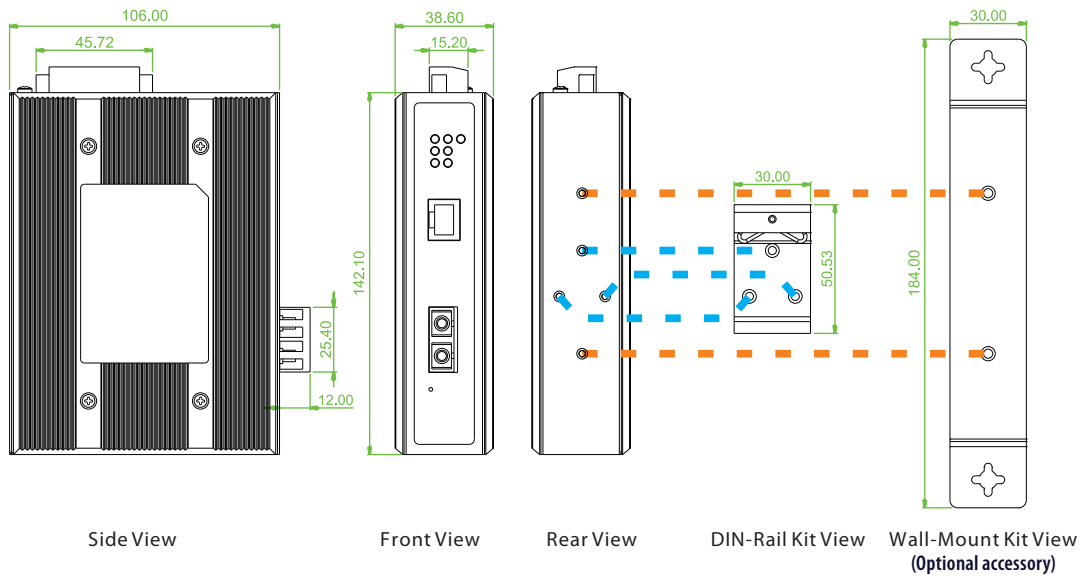 106.00
45.72
38.60
15.20
30.00
142.10
30.00
50.53
184.00
25.40
12.00
Side View
Front View
Rear View
DIN-Rail Kit View
Wall-Mount Kit View
(Optional accessory)